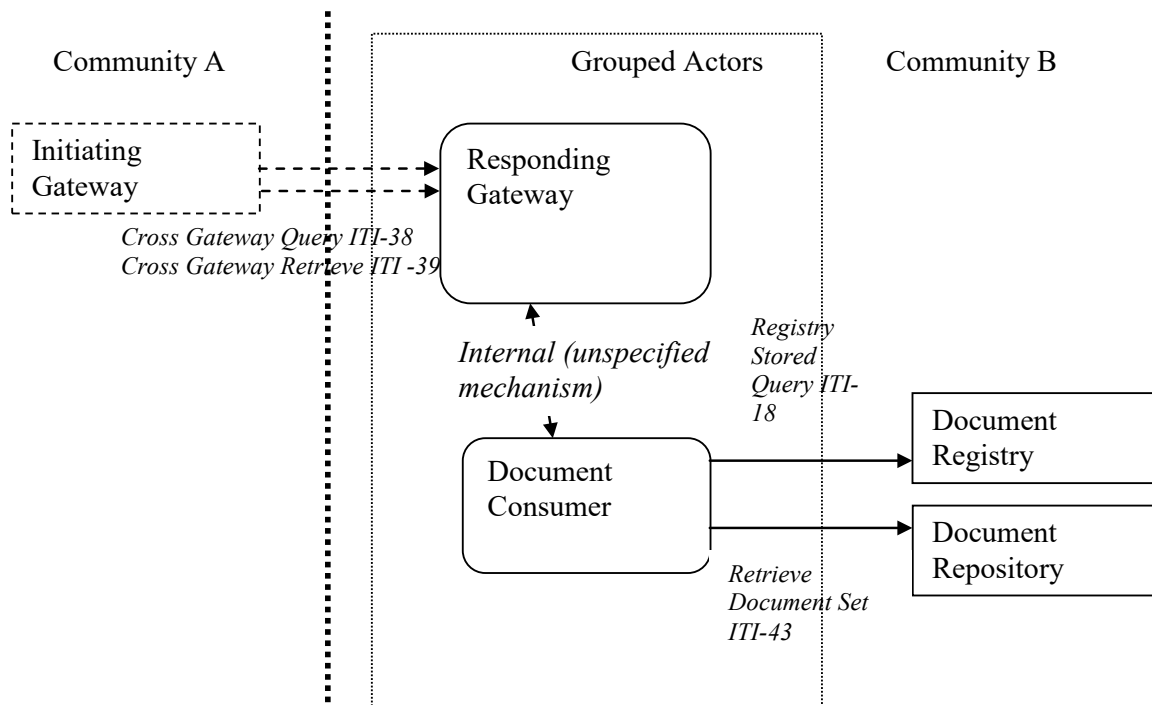 Community A
Grouped Actors
Community B
Initiating
Gateway
Responding
Gateway
Cross Gateway Query ITI-38
Cross Gateway Retrieve ITI -39
Internal (unspecified
mechanism)
Registry
Stored
Query ITI-
18
Document
Registry
Document
Consumer
Document
Repository
Retrieve
Document Set
ITI-43